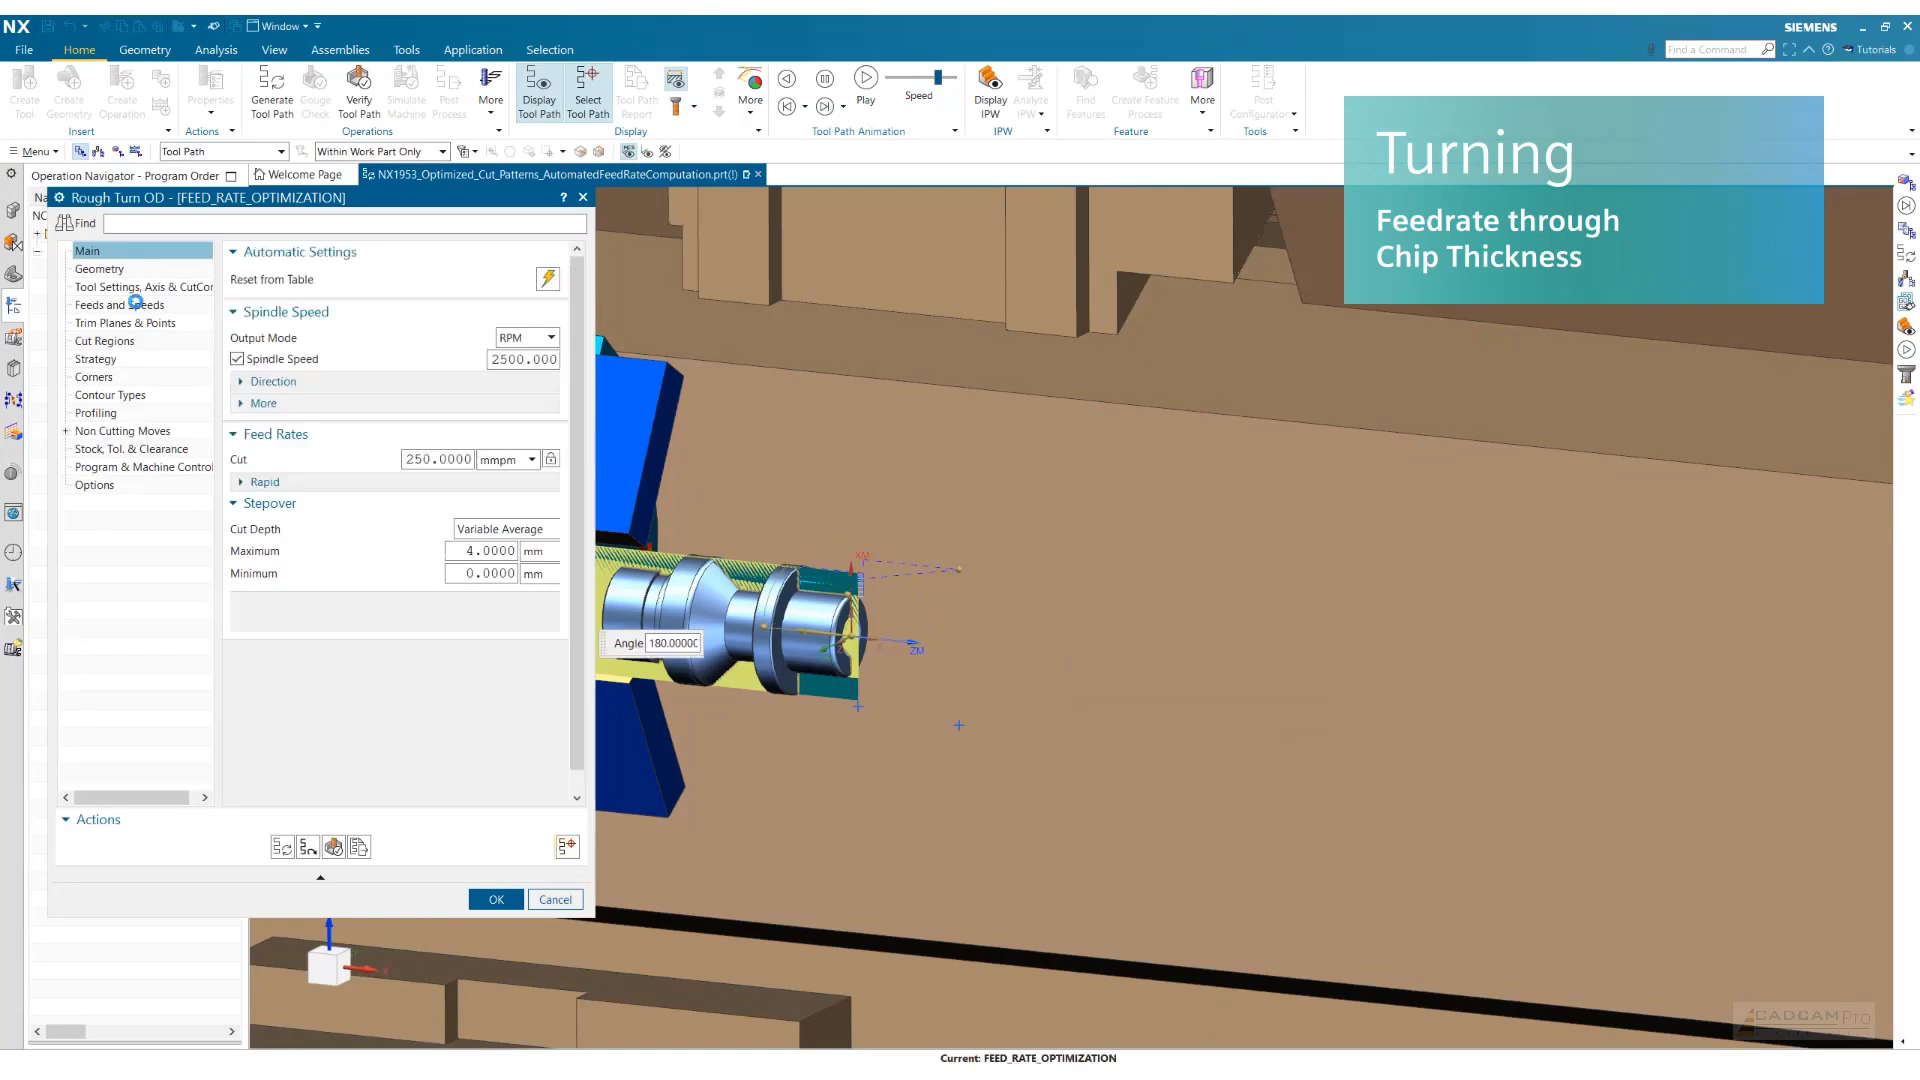 NX
Window
SIEMENS
File Home Geometry Analysis View Assemblies Tools Application Selection
Find a Command
Tutorials
Create Tool
Create Geometry
Create Operation
Properties
Generate Tool Path
Gouge Check
Verify Tool Path
Simulate Machine
Post Process
More
Display Tool Path
Select Tool Path
Tool Path Report
More
Play
Speed
Display IPW
Analyze IPW
Find Features
Create Feature Process
More
Post Configurator
Insert
Actions
Operations
Display
Tool Path Animation
IPW
Feature
Tools
Menu
Tool Path
Within Work Part Only
Operation Navigator - Program Order
Welcome Page
NX1953_Optimized_Cut_Patterns_AutomatedFeedRateComputation.prt(!)
Turning
Feedrate through
Chip Thickness
Na
NC
Rough Turn OD - [FEED_RATE_OPTIMIZATION]
?
Find
Main
Geometry
Tool Settings, Axis & CutCor
Feeds and Speeds
Trim Planes & Points
Cut Regions
Strategy
Corners
Contour Types
Profiling
Non Cutting Moves
Stock, Tol. & Clearance
Program & Machine Control
Options
Automatic Settings
Reset from Table
Spindle Speed
Output Mode RPM
Spindle Speed 2500.000
Direction
More
Feed Rates
Cut 250.0000 mmpm
Rapid
Stepover
Cut Depth Variable Average
Maximum 4.0000 mm
Minimum 0.0000 mm
Actions
OK Cancel
XM
ZM
Angle 180.00000
X
CADCAMPro
Current: FEED_RATE_OPTIMIZATION